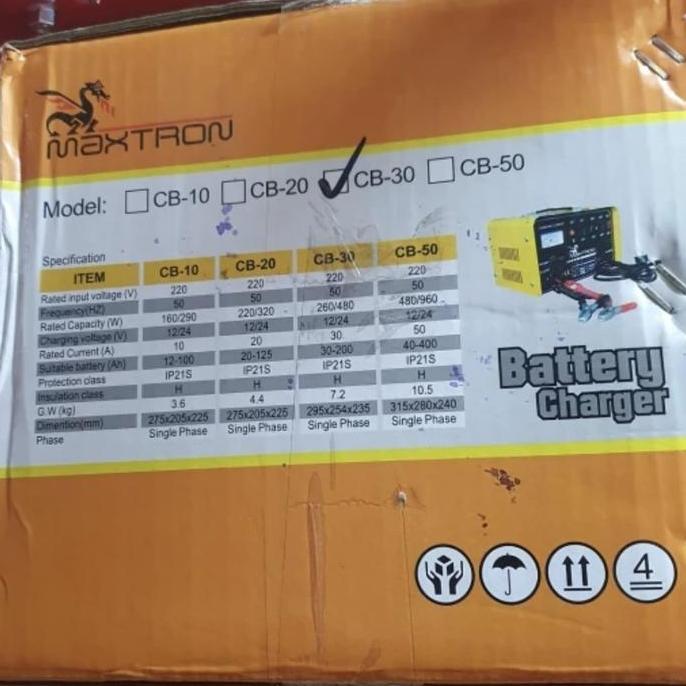 MAXTRON
Model: CB-10 CB-20 CB-30 CB-50
Specification
ITEM CB-10 CB-20 CB-30 CB-50
Rated input voltage (V) 220 220 220 220
Frequency(HZ) 50 50 50 50
Rated Capacity (W) 160/290 220/320 260/480 480/960
Charging voltage (V) 12/24 12/24 12/24 12/24
Rated Current (A) 10 20 30 50
Suitable battery (Ah) 12-100 20-125 30-200 40-400
Protection class IP21S IP21S IP21S IP21S
Insulation class H H H H
G.W (kg) 3.6 4.4 7.2 10.5
Dimention(mm) 275x205x225 275x205x225 295x254x235 315x280x240
Phase Single Phase Single Phase Single Phase Single Phase
Battery
Charger
4